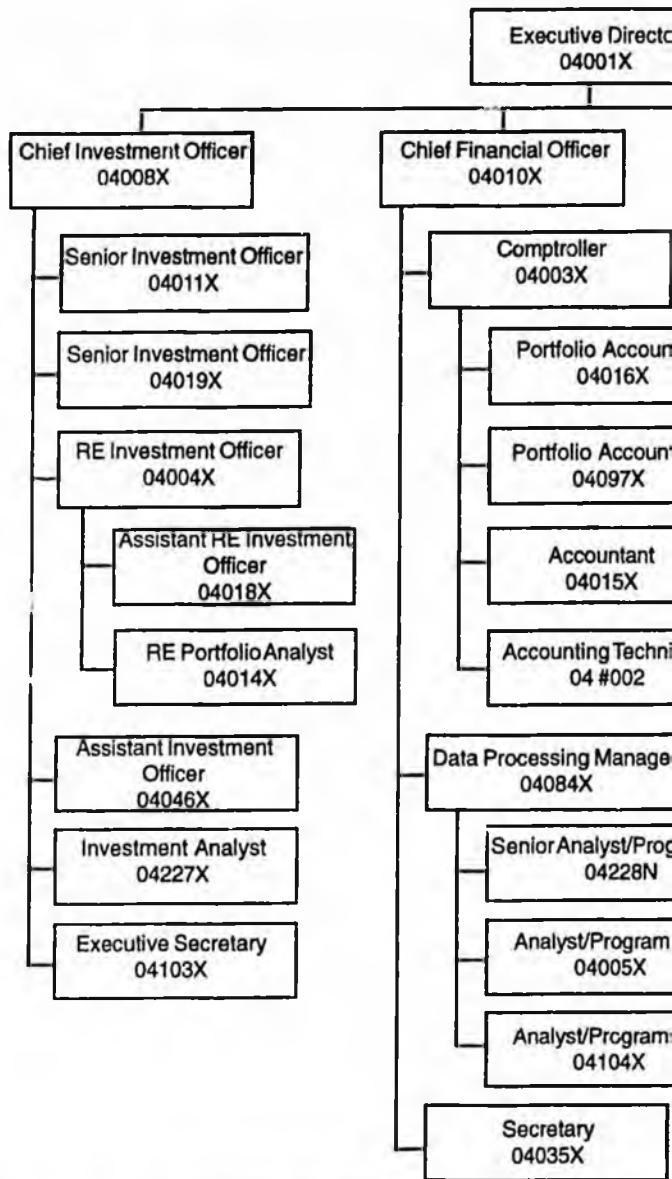 Executive Directo
04001X
Chief Investment Officer
04008X
Senior Investment Officer
04011X
Senior Investment Officer
04019X
RE Investment Officer
04004X
Assistant RE Investment
Officer
04018X
RE Portfolio Analyst
04014X
Assistant Investment
Officer
04046X
Investment Analyst
04227X
Executive Secretary
04103X
Chief Financial Officer
04010X
Comptroller
04003X
Portfolio Accoun
04016X
Portfolio Accoun
04097X
Accountant
04015X
Accounting Techni
04 #002
Data Processing Manage
04084X
Senior Analyst/Prog
04228N
Analyst/Program
04005X
Analyst/Program
04104X
Secretary
04035X